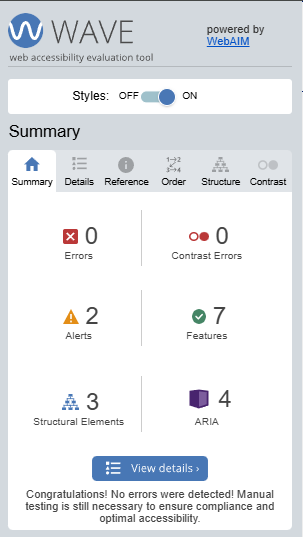 WAVE
web accessibility evaluation tool
powered by
WebAIM
Styles: OFF ON
Summary
Summary Details Reference Order Structure Contrast
0
Errors
0
Contrast Errors
2
Alerts
7
Features
3
Structural Elements
4
ARIA
View details ›
Congratulations! No errors were detected! Manual
testing is still necessary to ensure compliance and
optimal accessibility.